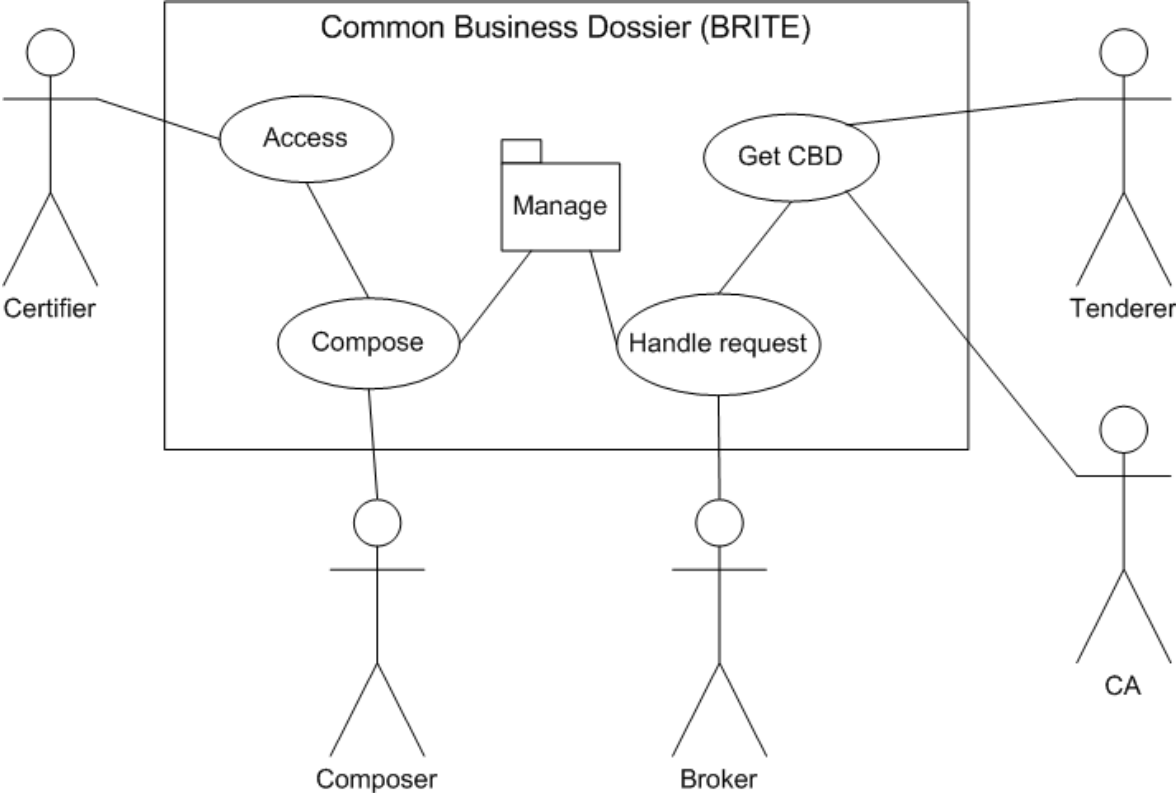 Common Business Dossier (BRITE)
Access
Get CBD
Manage
Certifier
Tenderer
Compose
Handle request
CA
Composer
Broker